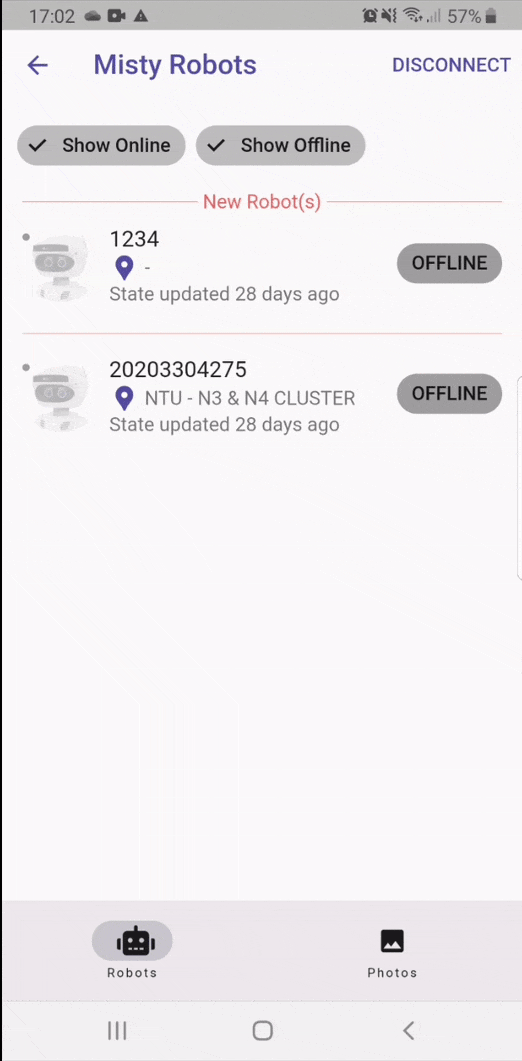 17:02 57%
Misty Robots DISCONNECT
Show Online Show Offline
New Robot(s)
1234
-
OFFLINE
State updated 28 days ago
20203304275
NTU - N3 & N4 CLUSTER
OFFLINE
State updated 28 days ago
Robots Photos